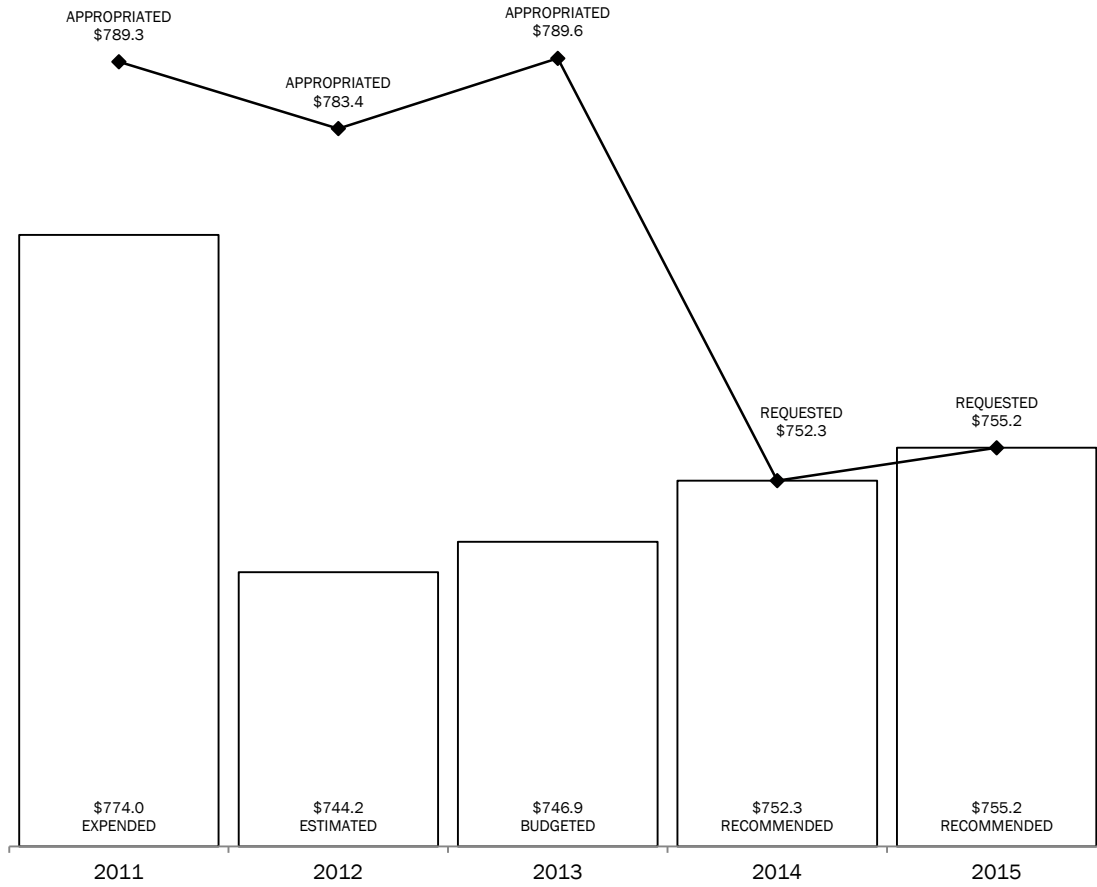 APPROPRIATED
$789.3
APPROPRIATED
$783.4
APPROPRIATED
$789.6
REQUESTED
$752.3
REQUESTED
$755.2
$774.0
EXPENDED
$744.2
ESTIMATED
$746.9
BUDGETED
$752.3
RECOMMENDED
$755.2
RECOMMENDED
2011
2012
2013
2014
2015